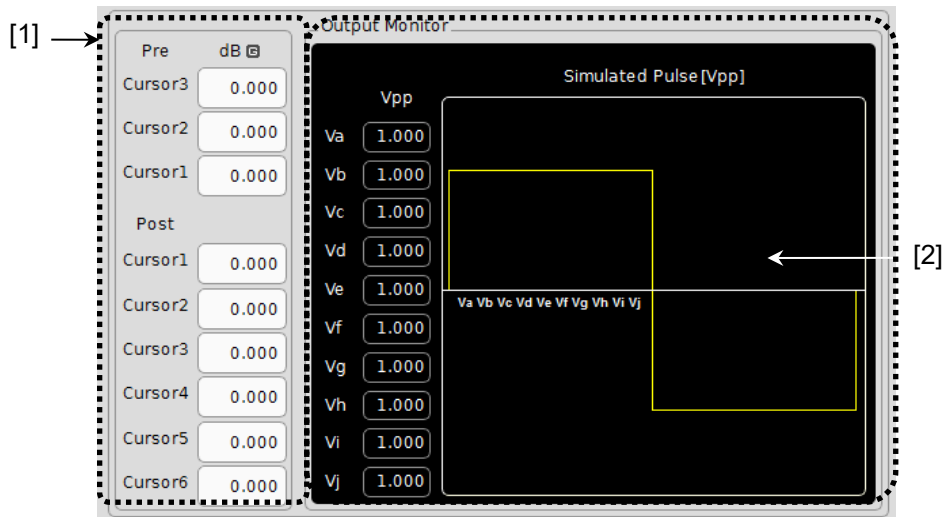 [1]
Pre dB G
Cursor3 0.000
Cursor2 0.000
Cursor1 0.000
Post
Cursor1 0.000
Cursor2 0.000
Cursor3 0.000
Cursor4 0.000
Cursor5 0.000
Cursor6 0.000
Output Monitor
Simulated Pulse[Vpp]
Vpp
Va 1.000
Vb 1.000
Vc 1.000
Vd 1.000
Ve 1.000
Vf 1.000
Vg 1.000
Vh 1.000
Vi 1.000
Vj 1.000
Va Vb Vc Vd Ve Vf Vg Vh Vi Vj
[2]